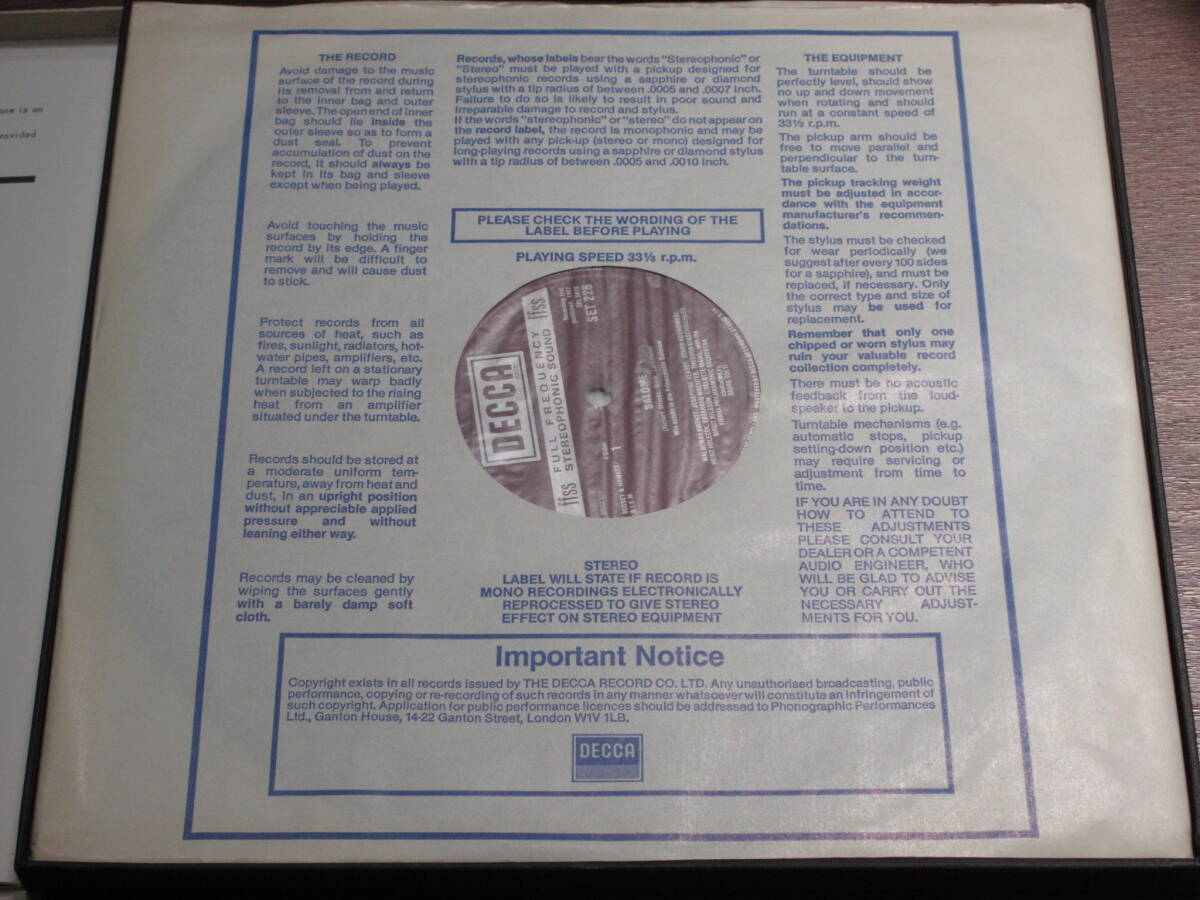 one is an
rovided
THE RECORD
Avoid damage to the music
surface of the record during
its removal from and return
to the inner bag and outer
sleeve. The open end of inner
bag should lie inside the
outer sleeve so as to form a
dust seal. To prevent
accumulation of dust on the
record, it should always be
kept in its bag and sleeve
except when being played.
Avoid touching the music
surfaces by holding the
record by its edge. A finger
mark will be difficult to
remove and will cause dust
to stick.
Protect records from all
sources of heat, such as
fires, sunlight, radiators, hot-
water pipes, amplifiers, etc.
A record left on a stationary
turntable may warp badly
when subjected to the rising
heat from an amplifier
situated under the turntable.
Records should be stored at
a moderate uniform tem-
perature, away from heat and
dust, in an upright position
without appreciable applied
pressure and without
leaning either way.
Records may be cleaned by
wiping the surfaces gently
with a barely damp soft
cloth.
Records, whose labels bear the words "Stereophonic" or
"Stereo" must be played with a pickup designed for
stereophonic records using a sapphire or diamond
stylus with a tip radius of between .0005 and .0007 inch.
Failure to do so is likely to result in poor sound and
irreparable damage to record and stylus.
If the words "stereophonic" or "stereo" do not appear on
the record label, the record is monophonic and may be
played with any pick-up (stereo or mono) designed for
long-playing records using a sapphire or diamond stylus
with a tip radius of between .0005 and .0010 inch.
PLEASE CHECK THE WORDING OF THE
LABEL BEFORE PLAYING
PLAYING SPEED 33⅓ r.p.m.
DECCA
ffss FULL FREQUENCY ffss
STEREOPHONIC SOUND
SET 228
SALOME
1
STEREO
LABEL WILL STATE IF RECORD IS
MONO RECORDINGS ELECTRONICALLY
REPROCESSED TO GIVE STEREO
EFFECT ON STEREO EQUIPMENT
THE EQUIPMENT
The turntable should be
perfectly level, should show
no up and down movement
when rotating and should
run at a constant speed of
33⅓ r.p.m.
The pickup arm should be
free to move parallel and
perpendicular to the turn-
table surface.
The pickup tracking weight
must be adjusted in accor-
dance with the equipment
manufacturer's recommen-
dations.
The stylus must be checked
for wear periodically (we
suggest after every 100 sides
for a sapphire), and must be
replaced, if necessary. Only
the correct type and size of
stylus may be used for
replacement.
Remember that only one
chipped or worn stylus may
ruin your valuable record
collection completely.
There must be no acoustic
feedback from the loud-
speaker to the pickup.
Turntable mechanisms (e.g.
automatic stops, pickup
setting-down position etc.)
may require servicing or
adjustment from time to
time.
IF YOU ARE IN ANY DOUBT
HOW TO ATTEND TO
THESE ADJUSTMENTS
PLEASE CONSULT YOUR
DEALER OR A COMPETENT
AUDIO ENGINEER, WHO
WILL BE GLAD TO ADVISE
YOU OR CARRY OUT THE
NECESSARY ADJUST-
MENTS FOR YOU.
Important Notice
Copyright exists in all records issued by THE DECCA RECORD CO. LTD. Any unauthorised broadcasting, public
performance, copying or re-recording of such records in any manner whatsoever will constitute an infringement of
such copyright. Application for public performance licences should be addressed to Phonographic Performances
Ltd., Ganton House, 14-22 Ganton Street, London W1V 1LB.
DECCA